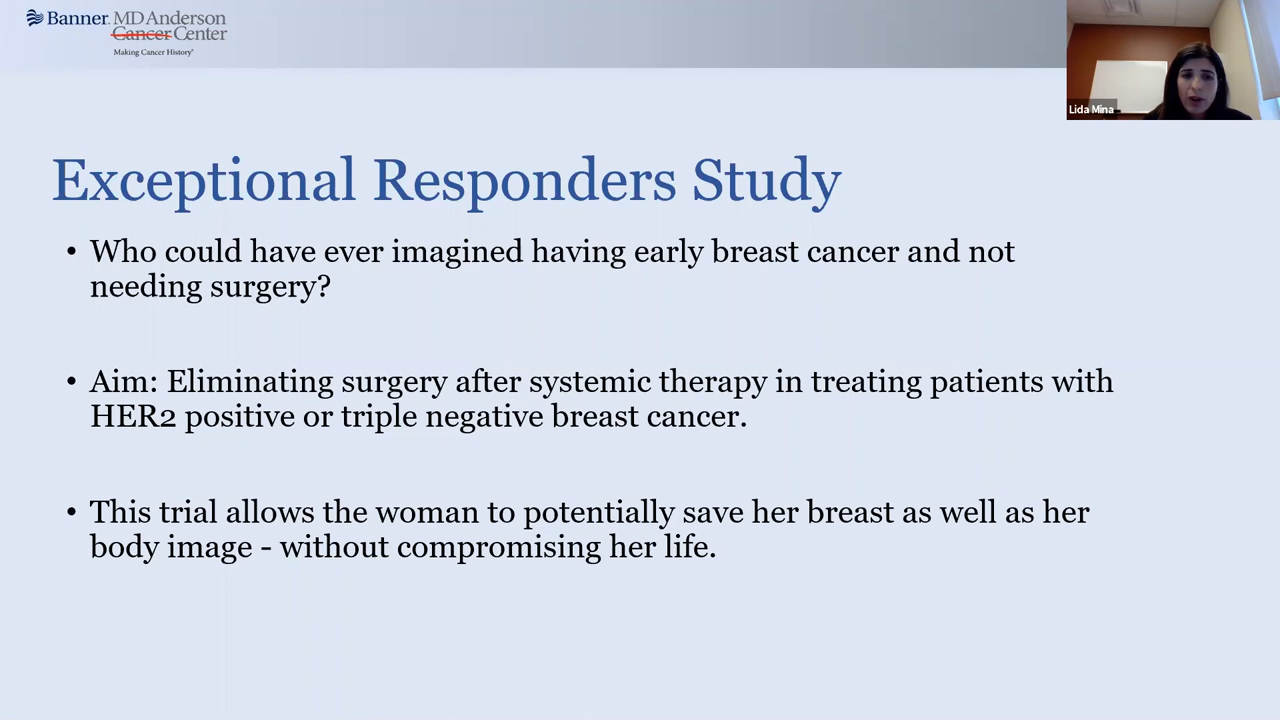 Banner MD Anderson
Cancer Center
Making Cancer History®
Lida Mina
Exceptional Responders Study
• Who could have ever imagined having early breast cancer and not
needing surgery?
• Aim: Eliminating surgery after systemic therapy in treating patients with
HER2 positive or triple negative breast cancer.
• This trial allows the woman to potentially save her breast as well as her
body image - without compromising her life.